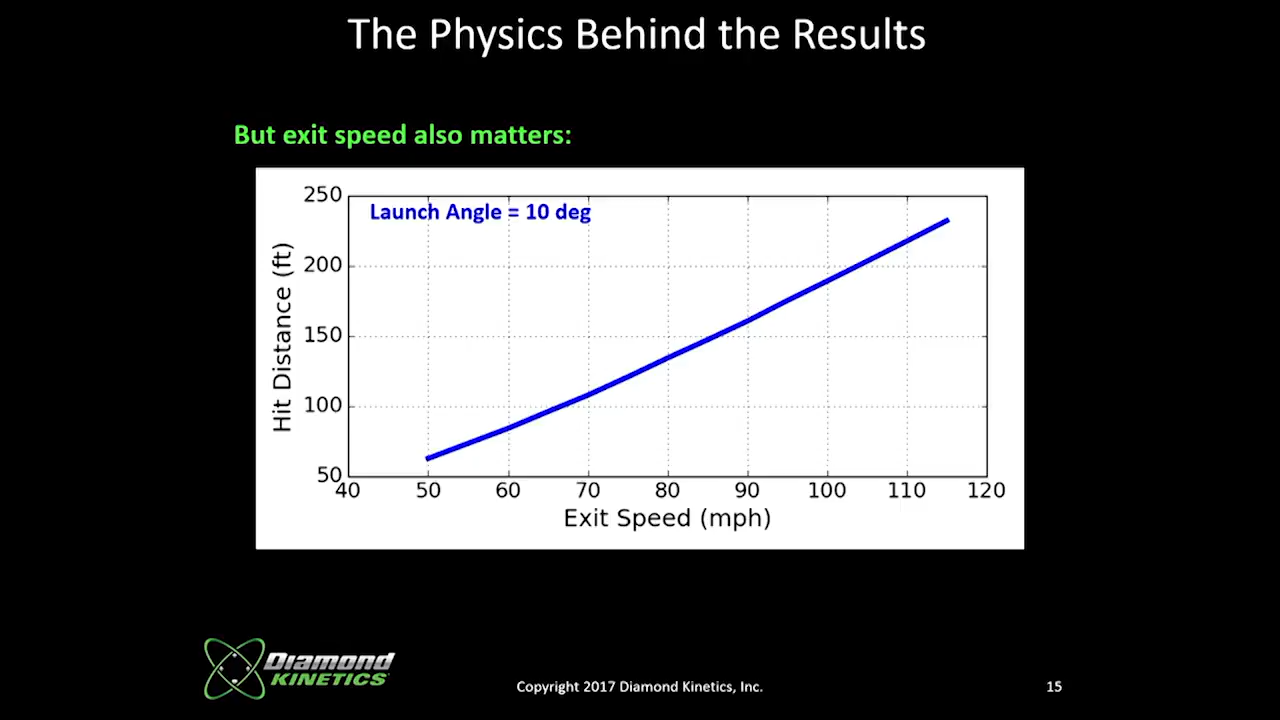 The Physics Behind the Results
But exit speed also matters:
Launch Angle = 10 deg
250
200
150
100
50
Hit Distance (ft)
40 50 60 70 80 90 100 110 120
Exit Speed (mph)
Diamond
KINETICS
Copyright 2017 Diamond Kinetics, Inc.
15